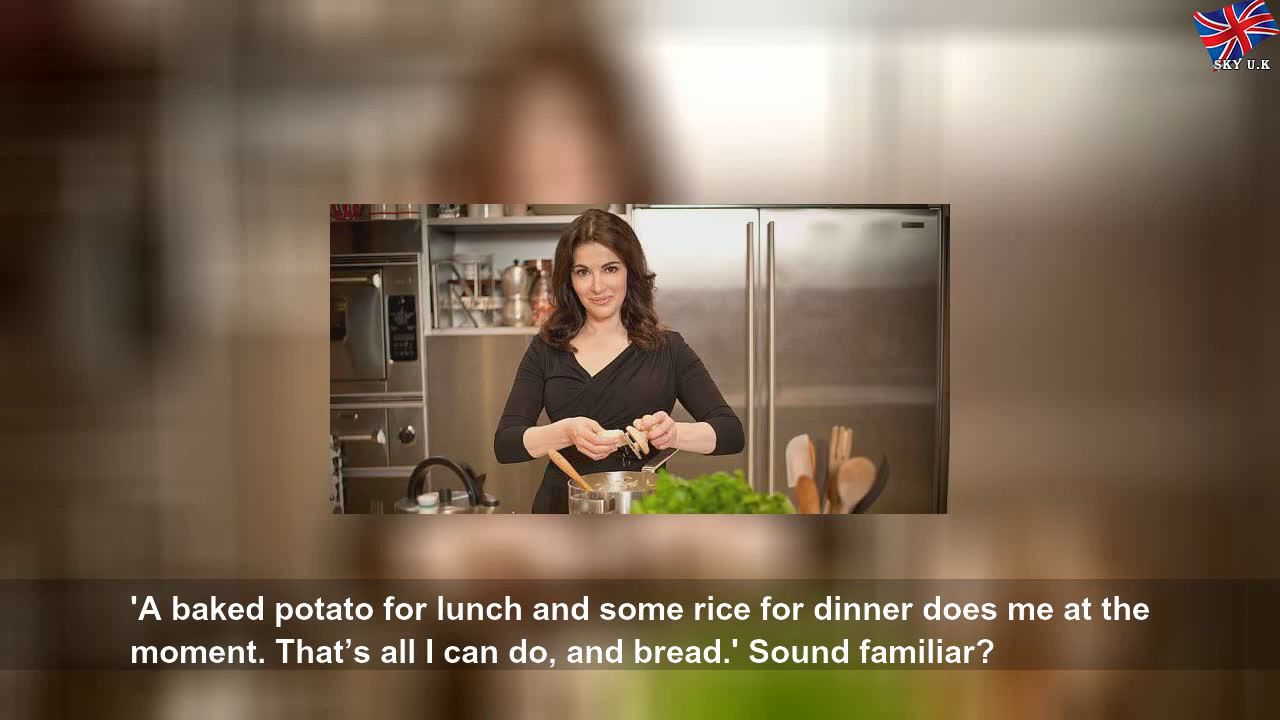 SKY U.K
'A baked potato for lunch and some rice for dinner does me at the
moment. That’s all I can do, and bread.' Sound familiar?